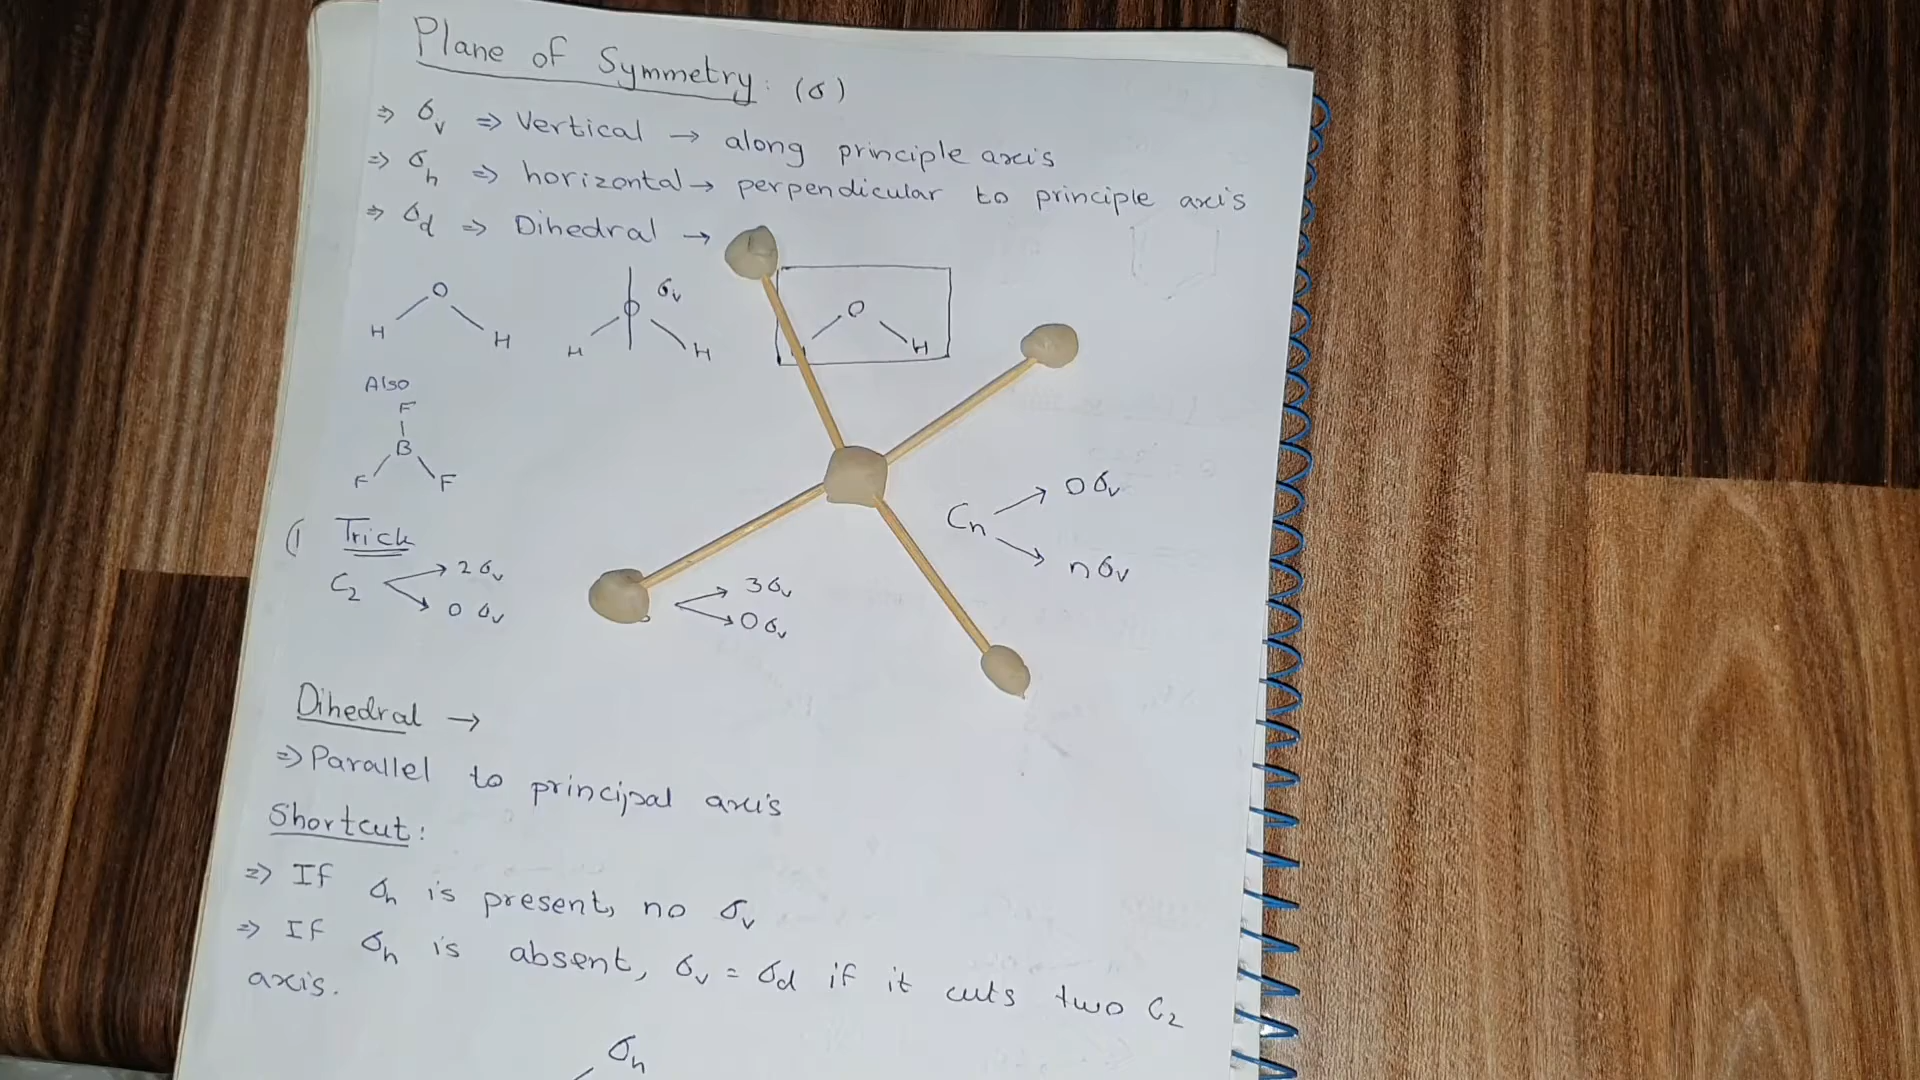 Plane of Symmetry: (σ)
⇒ σv ⇒ Vertical → along principle axis
⇒ σh ⇒ horizontal → perpendicular to principle axis
⇒ σd ⇒ Dihedral →
O
H H
σv
H H
O
H
Also
F
B
F F
Trick
C2 → 2σv
→ 0 σv
→ 3σv
→ 0σv
Cn → 0σv
→ nσv
Dihedral →
⇒ Parallel to principal axis
Shortcut:
⇒ If σh is present, no σv
⇒ If σh is absent, σv = σd if it cuts two C2
axis.
σh